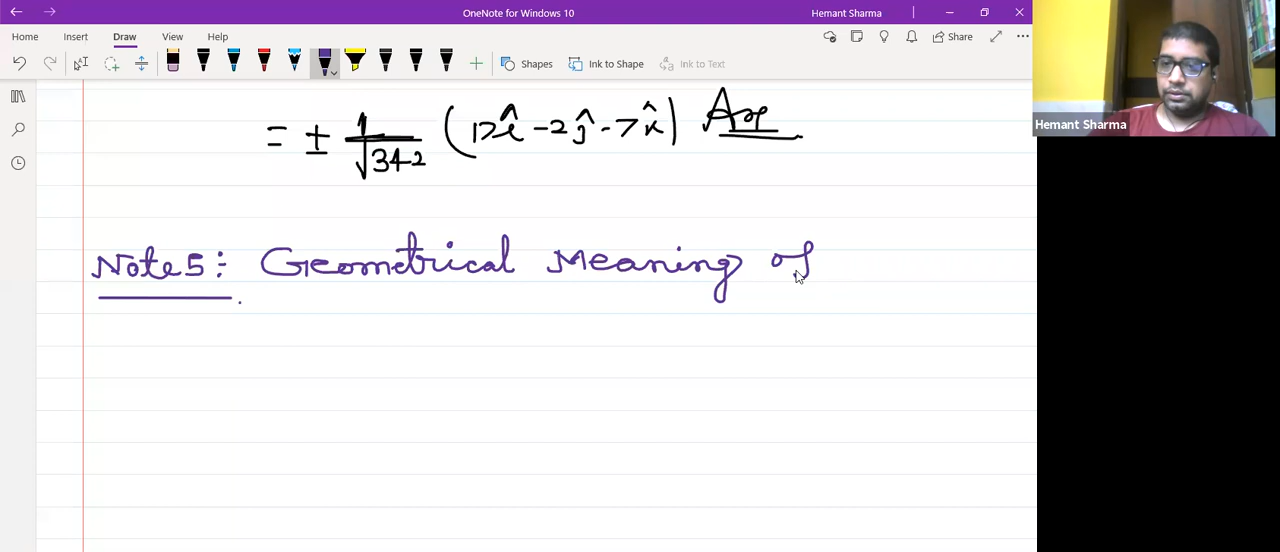 OneNote for Windows 10
Hemant Sharma
Home Insert Draw View Help
Share
Shapes Ink to Shape Ink to Text
= ± 1/√342 (17î - 2ĵ - 7k̂) Ans
Note 5:- Geometrical Meaning of
Hemant Sharma